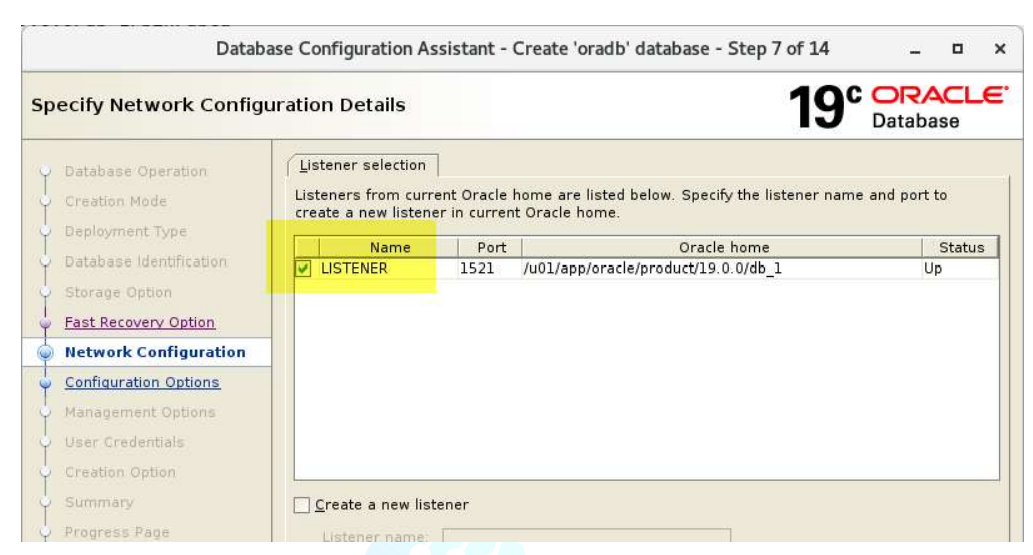 Database Configuration Assistant - Create 'oradb' database - Step 7 of 14
Specify Network Configuration Details
19c ORACLE
Database
Database Operation
Creation Mode
Deployment Type
Database Identification
Storage Option
Fast Recovery Option
Network Configuration
Configuration Options
Management Options
User Credentials
Creation Option
Summary
Progress Page
Listener selection
Listeners from current Oracle home are listed below. Specify the listener name and port to
create a new listener in current Oracle home.
Name Port Oracle home Status
LISTENER 1521 /u01/app/oracle/product/19.0.0/db_1 Up
Create a new listener
Listener name: